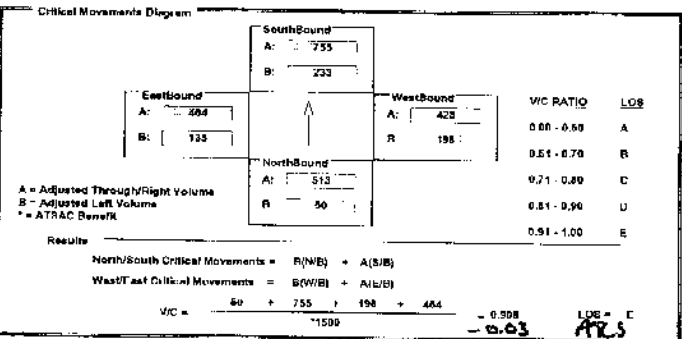 Critical Movements Diagram
SouthBound
A: 755
B: 233
EastBound
A: 464
B: 135
WestBound
A: 428
B 198
NorthBound
A: 513
B 50
V/C RATIO LOS
0.00 - 0.60 A
0.61 - 0.70 B
0.71 - 0.80 C
0.81 - 0.90 D
0.91 - 1.00 E
A = Adjusted Through/Right Volume
B = Adjusted Left Volume
* = ATSAC Benefit
Results
North/South Critical Movements = B(N/B) + A(S/B)
West/East Critical Movements = B(W/B) + A(E/B)
V/C = 50 + 755 + 198 + 464
*1500
= 0.908 LOS = E
- 0.03